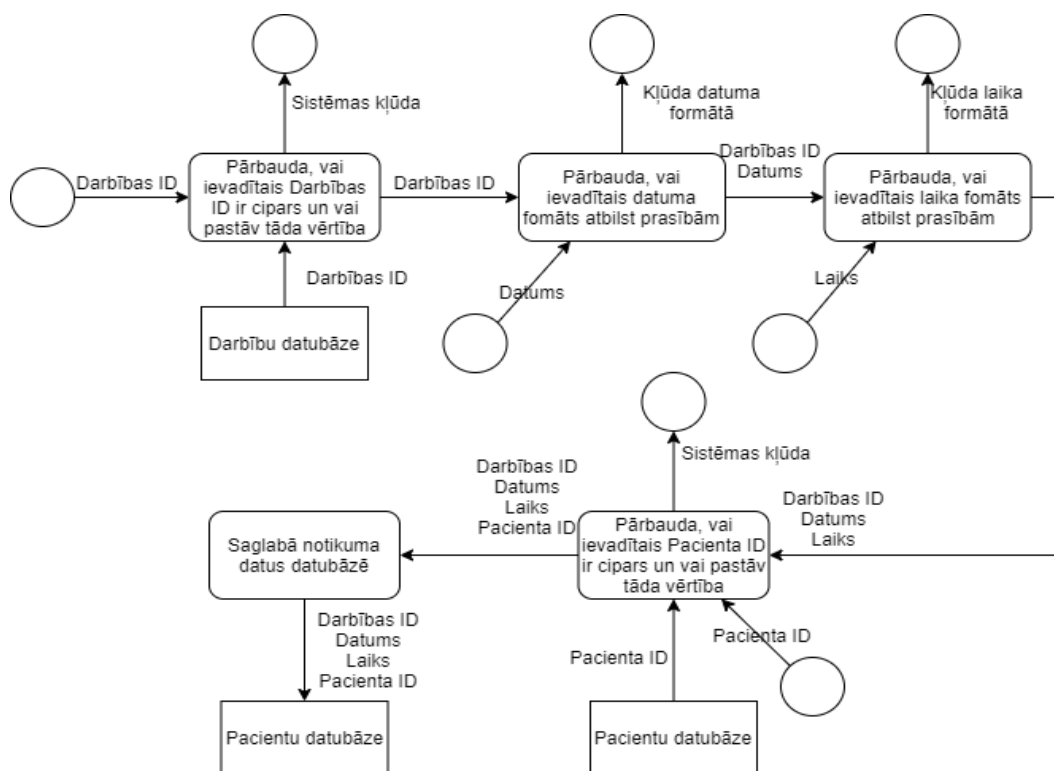 Sistēmas kļūda
Kļūda datuma
formātā
Kļūda laika
formātā
Darbības ID
Pārbauda, vai
ievadītais Darbības
ID ir cipars un vai
pastāv tāda vērtība
Darbības ID
Pārbauda, vai
ievadītais datuma
fomāts atbilst prasībām
Darbības ID
Datums
Pārbauda, vai
ievadītais laika fomāts
atbilst prasībām
Darbības ID
Datums
Laiks
Darbību datubāze
Sistēmas kļūda
Darbības ID
Datums
Laiks
Pacienta ID
Darbības ID
Datums
Laiks
Saglabā notikuma
datus datubāzē
Pārbauda, vai
ievadītais Pacienta ID
ir cipars un vai pastāv
tāda vērtība
Darbības ID
Datums
Laiks
Pacienta ID
Pacienta ID
Pacienta ID
Pacientu datubāze
Pacientu datubāze